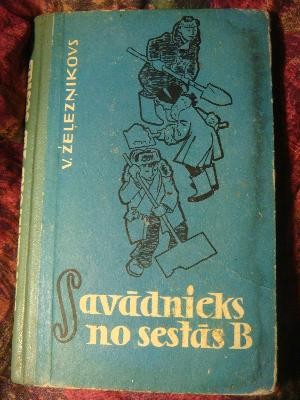 V. ŽEĻEZŅIKOVS
Savādnieks
no sestās B